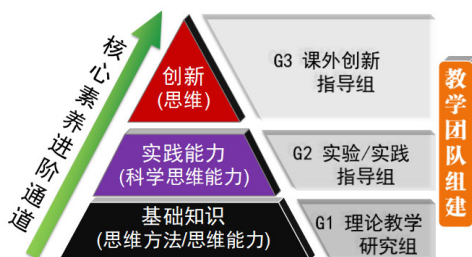 核心素养进阶通道
创新
(思维)
G3 课外创新
指导组
实践能力
(科学思维能力)
G2 实验/实践
指导组
基础知识
(思维方法/思维能力)
G1 理论教学
研究组
教学团队组建